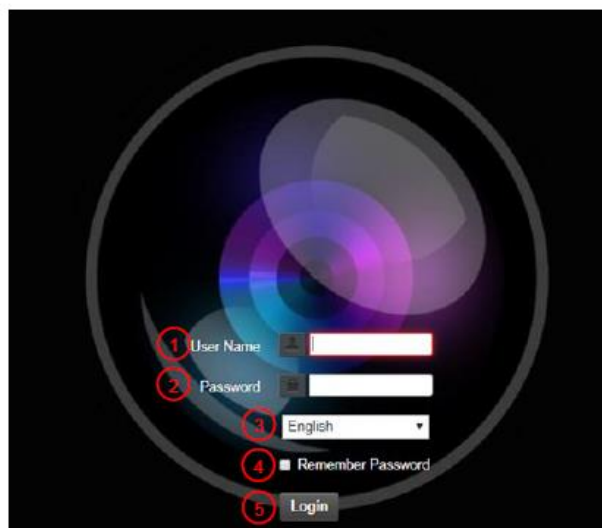 1 User Name
2 Password
3 English
4 Remember Password
5 Login